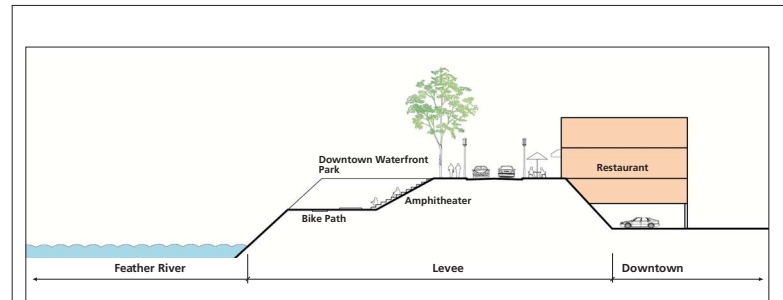 Downtown Waterfront
Park
Restaurant
Amphitheater
Bike Path
Feather River
Levee
Downtown